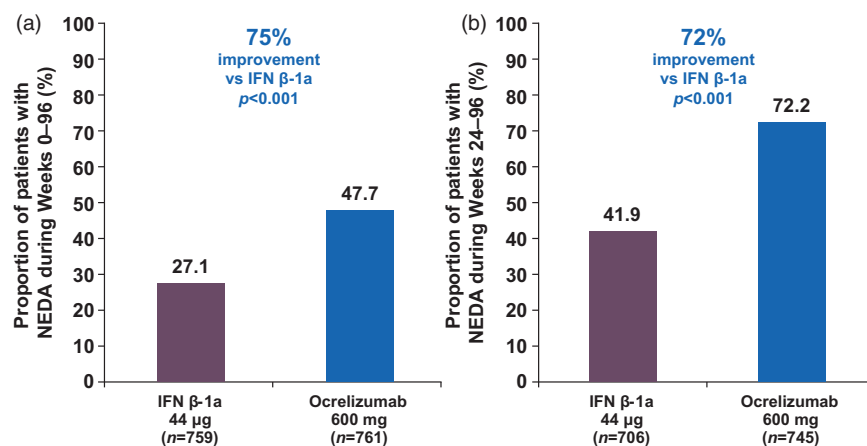 (a)
Proportion of patients with
NEDA during Weeks 0–96 (%)
100
90
80
70
60
50
40
30
20
10
0
75%
improvement
vs IFN β-1a
p<0.001
27.1
47.7
IFN β-1a
44 µg
(n=759)
Ocrelizumab
600 mg
(n=761)
(b)
Proportion of patients with
NEDA during Weeks 24–96 (%)
100
90
80
70
60
50
40
30
20
10
0
72%
improvement
vs IFN β-1a
p<0.001
41.9
72.2
IFN β-1a
44 µg
(n=706)
Ocrelizumab
600 mg
(n=745)